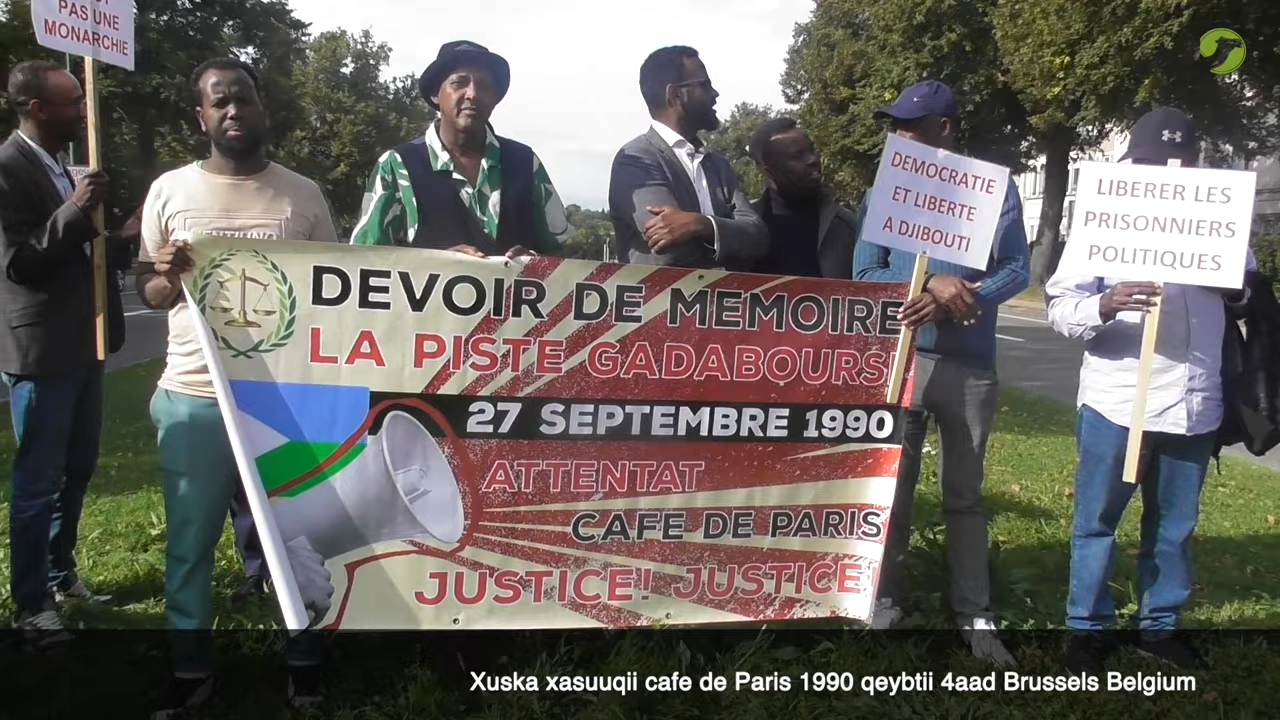 PAS UNE
MONARCHIE
DEMOCRATIE
ET LIBERTE
A DJIBOUTI
LIBERER LES
PRISONNIERS
POLITIQUES
DEVOIR DE MEMOIRE
LA PISTE GADABOURSI
27 SEPTEMBRE 1990
ATTENTAT
CAFE DE PARIS
JUSTICE! JUSTICE!
Xuska xasuuqii cafe de Paris 1990 qeybtii 4aad Brussels Belgium